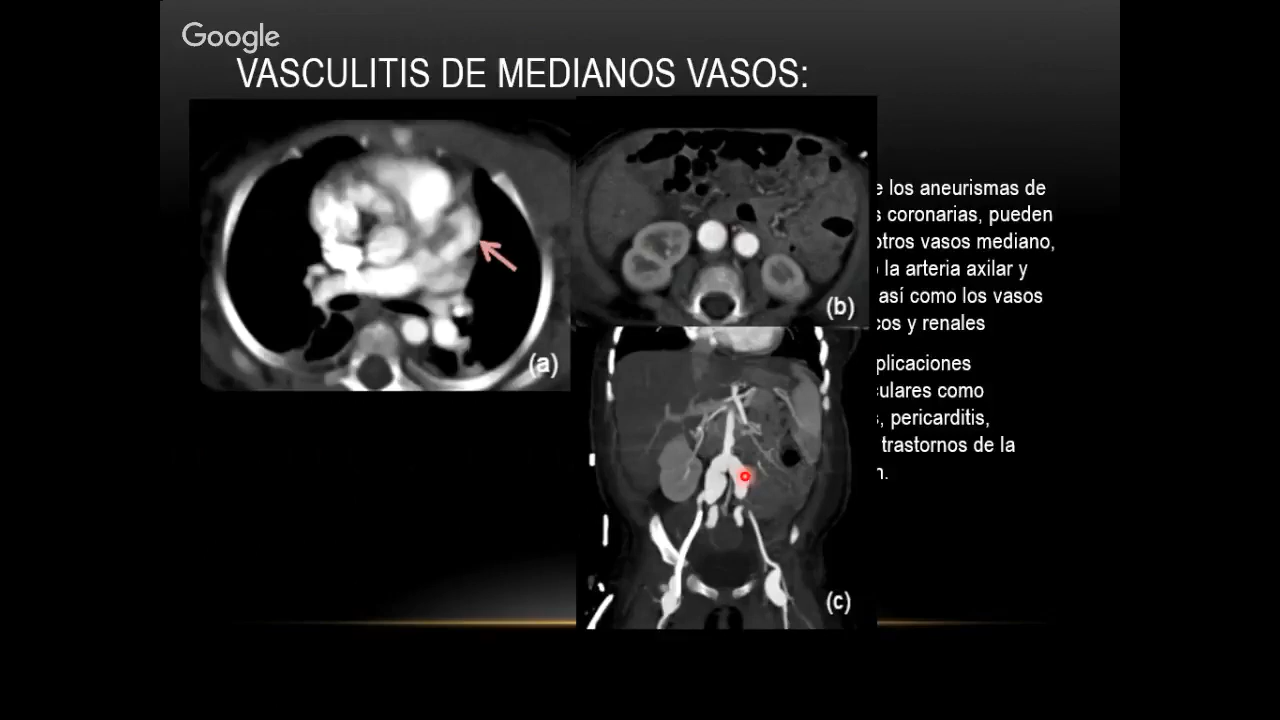 Google
VASCULITIS DE MEDIANOS VASOS:
e los aneurismas de
s coronarias, pueden
otros vasos mediano,
la arteria axilar y
así como los vasos
cos y renales
plicaciones
culares como
s, pericarditis,
trastornos de la
n.
(a)
(b)
(c)